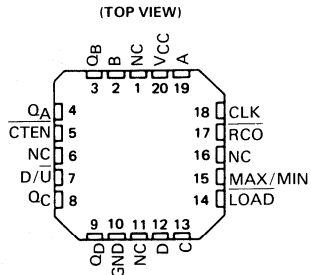 (TOP VIEW)
QB B NC VCC A
3 2 1 20 19
QA 4
CTEN 5
NC 6
D/U 7
QC 8
18 CLK
17 RCO
16 NC
15 MAX/MIN
14 LOAD
9 10 11 12 13
QD GND NC D C